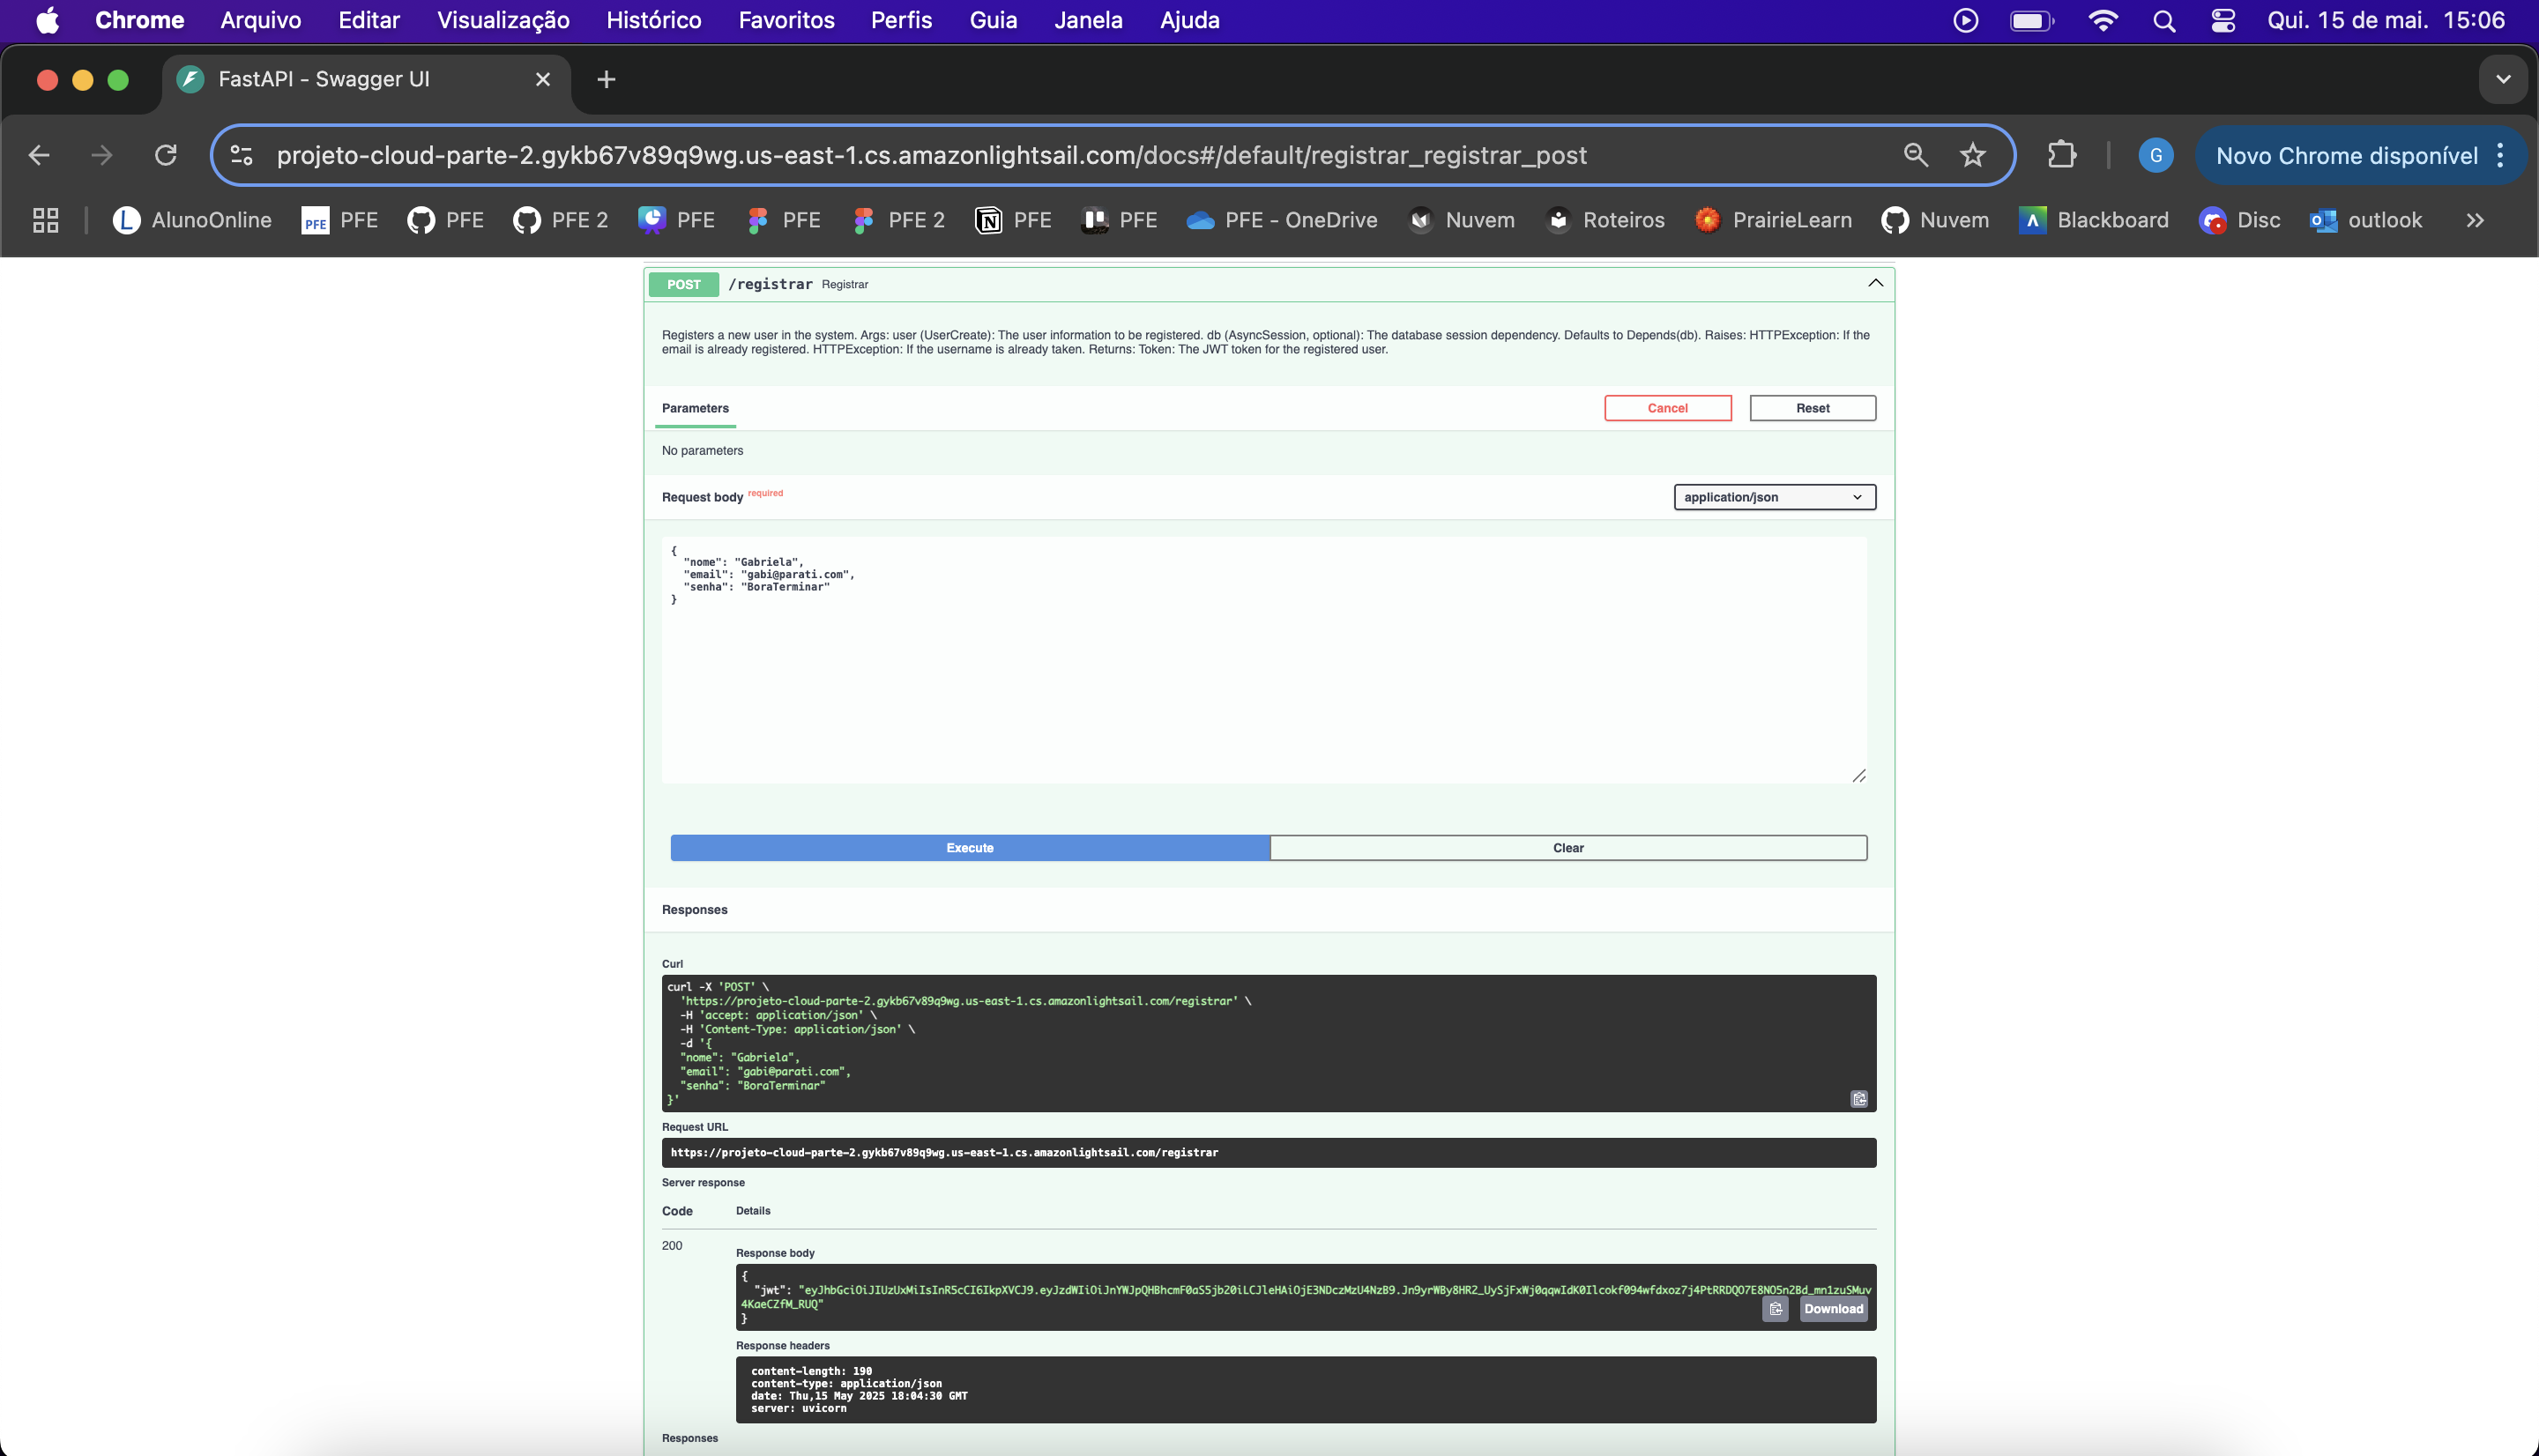 Chrome Arquivo Editar Visualização Histórico Favoritos Perfis Guia Janela Ajuda Qui. 15 de mai. 15:06
FastAPI - Swagger UI
projeto-cloud-parte-2.gykb67v89q9wg.us-east-1.cs.amazonlightsail.com/docs#/default/registrar_registrar_post G Novo Chrome disponível
AlunoOnline PFE PFE PFE PFE 2 PFE PFE PFE 2 PFE PFE PFE - OneDrive Nuvem Roteiros PrairieLearn Nuvem Blackboard Disc outlook
POST /registrar Registrar
Registers a new user in the system. Args: user (UserCreate): The user information to be registered. db (AsyncSession, optional): The database session dependency. Defaults to Depends(db). Raises: HTTPException: If the
email is already registered. HTTPException: If the username is already taken. Returns: Token: The JWT token for the registered user.
Parameters Cancel Reset
No parameters
Request body required application/json
{
"nome": "Gabriela",
"email": "gabi@parati.com",
"senha": "BoraTerminar"
}
Execute Clear
Responses
Curl
curl -X 'POST' \
'https://projeto-cloud-parte-2.gykb67v89q9wg.us-east-1.cs.amazonlightsail.com/registrar' \
-H 'accept: application/json' \
-H 'Content-Type: application/json' \
-d '{
"nome": "Gabriela",
"email": "gabi@parati.com",
"senha": "BoraTerminar"
}'
Request URL
https://projeto-cloud-parte-2.gykb67v89q9wg.us-east-1.cs.amazonlightsail.com/registrar
Server response
Code Details
200
Response body
{
"jwt": "eyJhbGciOiJIUzUxMiIsInR5cCI6IkpXVCJ9.eyJzdWIiOiJnYWJpQHBhcmF0aS5jb20iLCJleHAiOjE3NDczMzU4NzB9.Jn9yrWBy8HR2_UySjFxWj0qqwIdK0Ilcokf094wfdxoz7j4PtRRDQO7E8NO5n2Bd_mn1zuSMuv
4KaeCZfM_RUQ"
}
Download
Response headers
content-length: 190
content-type: application/json
date: Thu,15 May 2025 18:04:30 GMT
server: uvicorn
Responses